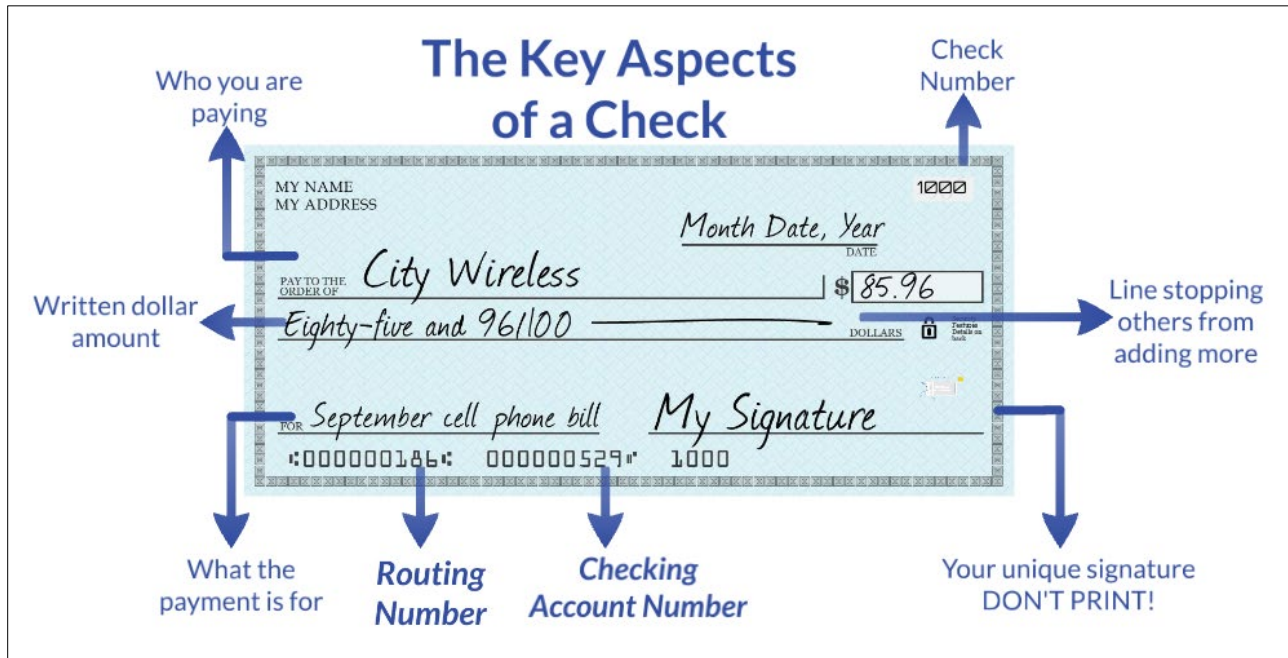 The Key Aspects
of a Check
Check
Number
Who you are
paying
MY NAME
MY ADDRESS
1000
Month Date, Year
DATE
PAY TO THE
ORDER OF
City Wireless
$ 85.96
Written dollar
amount
Eighty-five and 96/100
DOLLARS
Details on
back
Line stopping
others from
adding more
FOR September cell phone bill
My Signature
⑆000000186⑆ 000000529⑈ 1000
What the
payment is for
Routing
Number
Checking
Account Number
Your unique signature
DON'T PRINT!